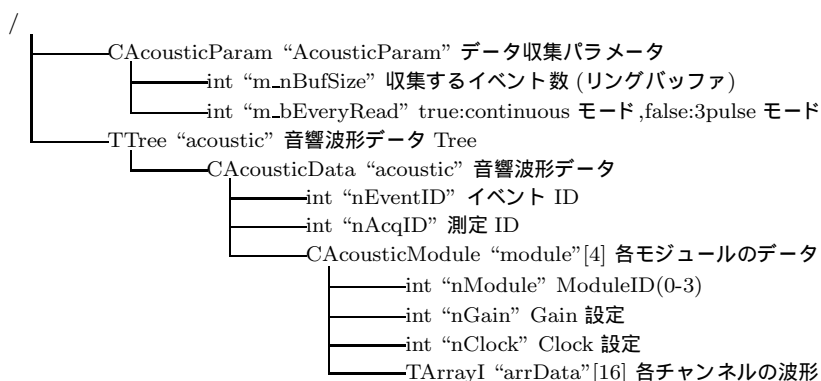 /
CAcousticParam “AcousticParam” データ収集パラメータ
int “m_nBufSize” 収集するイベント数 (リングバッファ)
int “m_bEveryRead” true:continuous モード,false:3pulse モード
TTree “acoustic” 音響波形データ Tree
CAcousticData “acoustic” 音響波形データ
int “nEventID” イベント ID
int “nAcqID” 測定 ID
CAcousticModule “module”[4] 各モジュールのデータ
int “nModule” ModuleID(0-3)
int “nGain” Gain 設定
int “nClock” Clock 設定
TArrayI “arrData”[16] 各チャンネルの波形